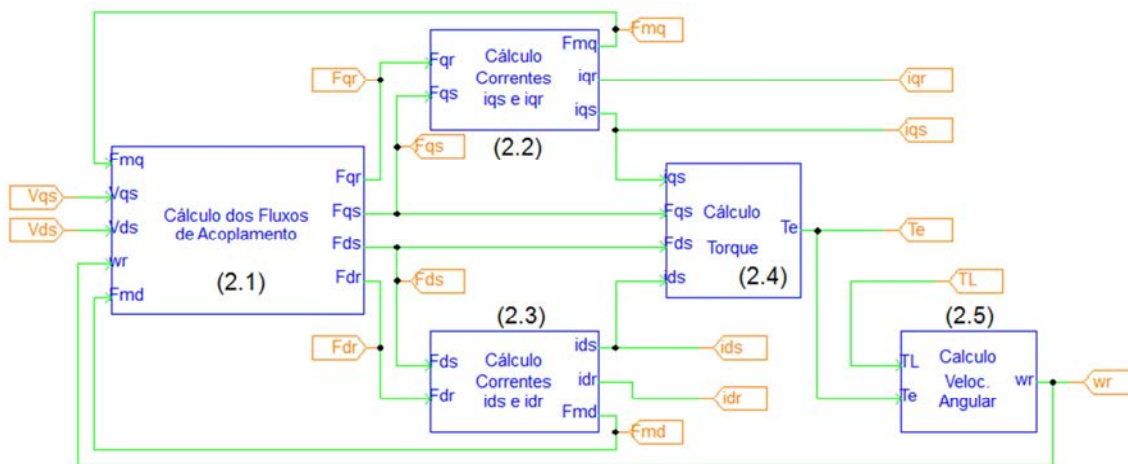 Fmq
Fqr
Fmq
Fqr
Cálculo
Correntes
iqs e iqr
iqr
iqr
Fqs
iqs
iqs
Fqs
(2.2)
Fmq
Vqs
Vqs
Vds
Vds
wr
Fmd
Cálculo dos Fluxos
de Acoplamento
(2.1)
Fqr
Fqs
Fds
Fdr
iqs
Fqs
Cálculo
Fds
Torque
ids
Te
Te
(2.4)
Fds
Fdr
(2.3)
Fds
Cálculo
Correntes
ids e idr
Fdr
ids
ids
idr
idr
Fmd
Fmd
TL
(2.5)
TL
Calculo
Veloc.
Angular
Te
wr
wr